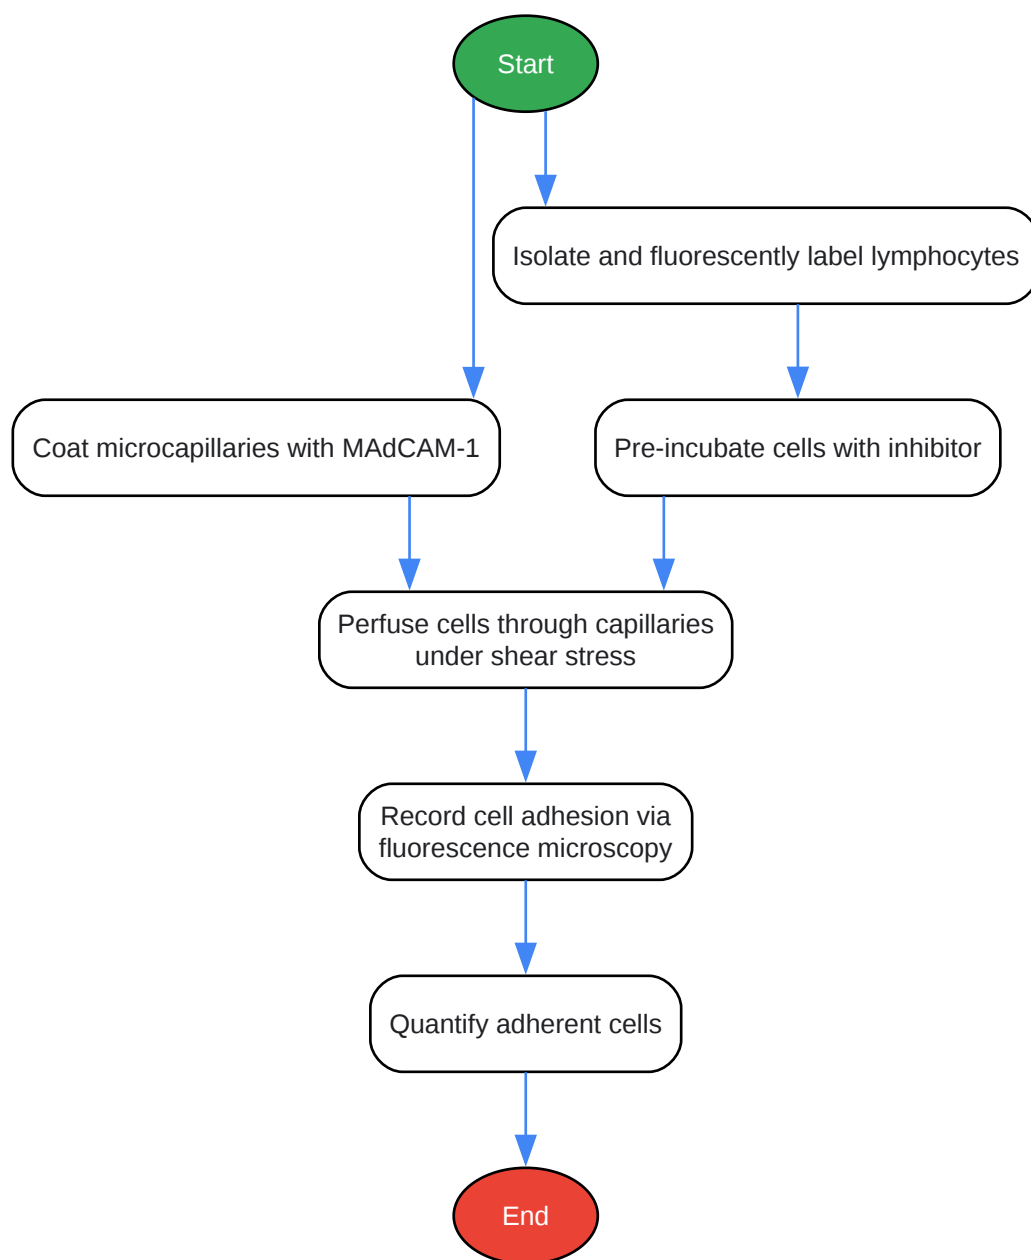 Start
Isolate and fluorescently label lymphocytes
Coat microcapillaries with MAdCAM-1
Pre-incubate cells with inhibitor
Perfuse cells through capillaries
under shear stress
Record cell adhesion via
fluorescence microscopy
Quantify adherent cells
End